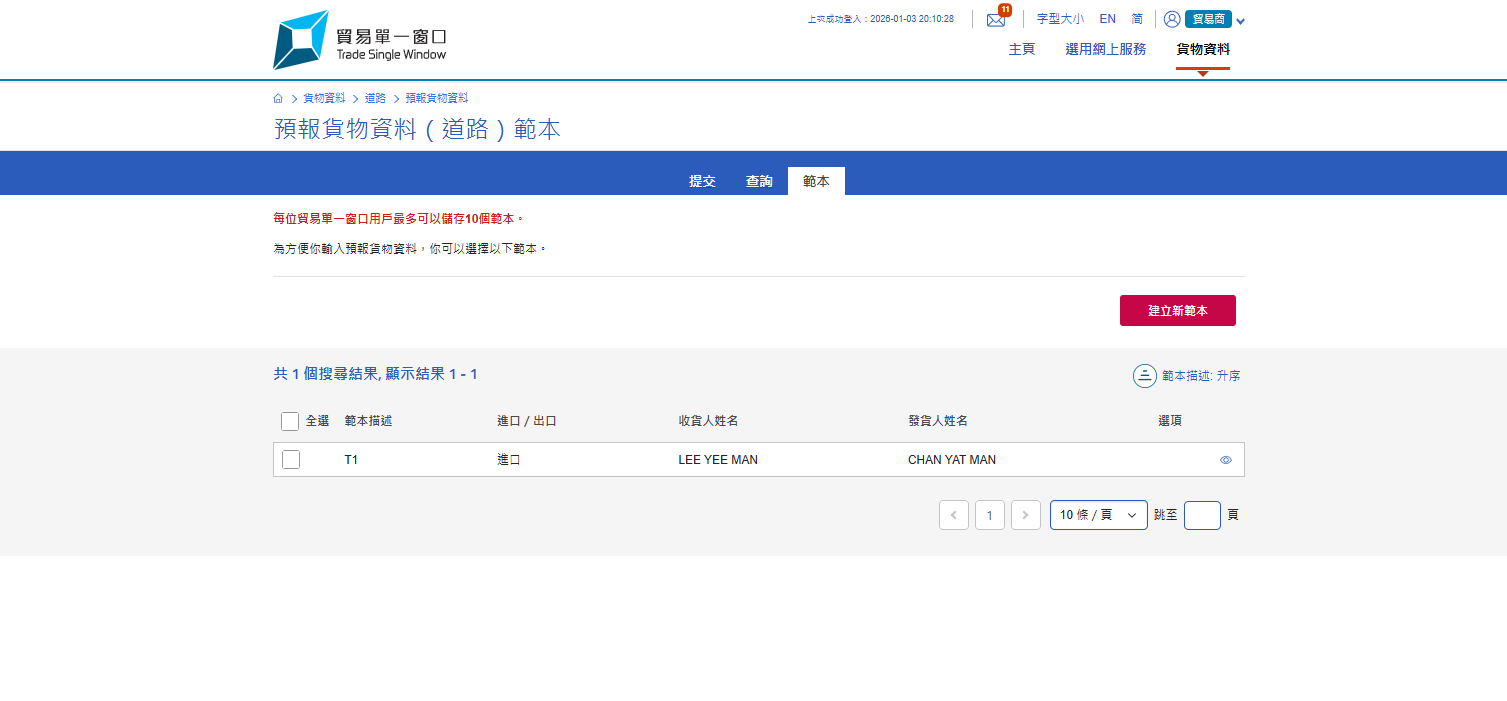 貿易單一窗口
Trade Single Window
上次成功登入：2026-01-03 20:10:28
11
字型大小 EN 簡 貿易商
主頁 選用網上服務 貨物資料
貨物資料 > 道路 > 預報貨物資料
預報貨物資料 ( 道路 ) 範本
提交 查詢 範本
每位貿易單一窗口用戶最多可以儲存10個範本。
為方便你輸入預報貨物資料，你可以選擇以下範本。
建立新範本
共 1 個搜尋結果, 顯示結果 1 - 1
範本描述: 升序
全選 範本描述 進口 / 出口 收貨人姓名 發貨人姓名 選項
T1 進口 LEE YEE MAN CHAN YAT MAN
< 1 > 10 條 / 頁 跳至 頁